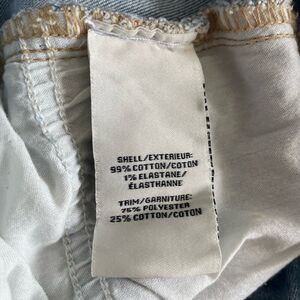 SHELL/EXTERIEUR:
99% COTTON/COTON
1% ELASTANE/
ÉLASTHANNE
TRIM/GARNITURE:
75% POLYESTER
25% COTTON/COTON